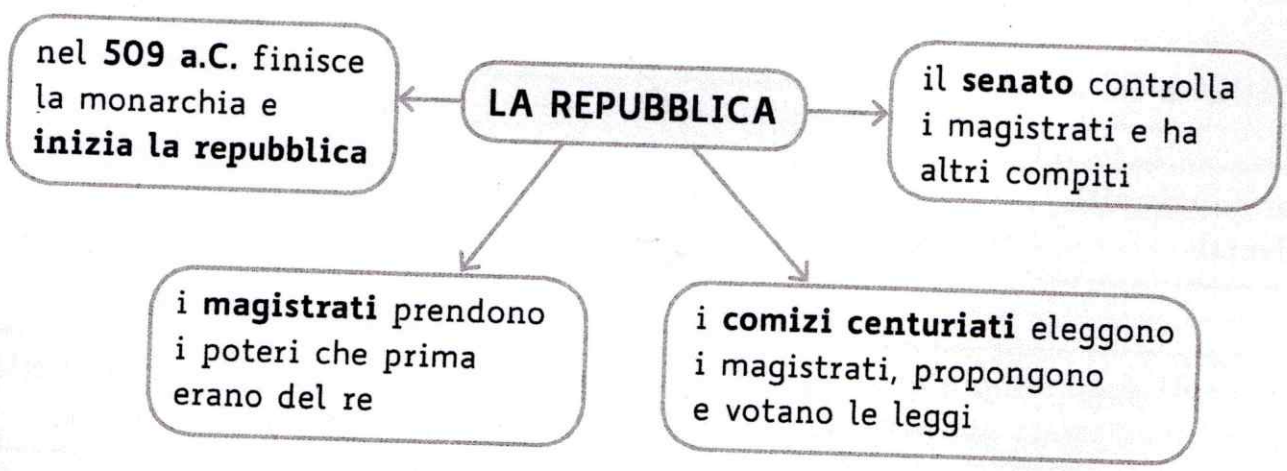 LA REPUBBLICA
nel 509 a.C. finisce
la monarchia e
inizia la repubblica
il senato controlla
i magistrati e ha
altri compiti
i magistrati prendono
i poteri che prima
erano del re
i comizi centuriati eleggono
i magistrati, propongono
e votano le leggi